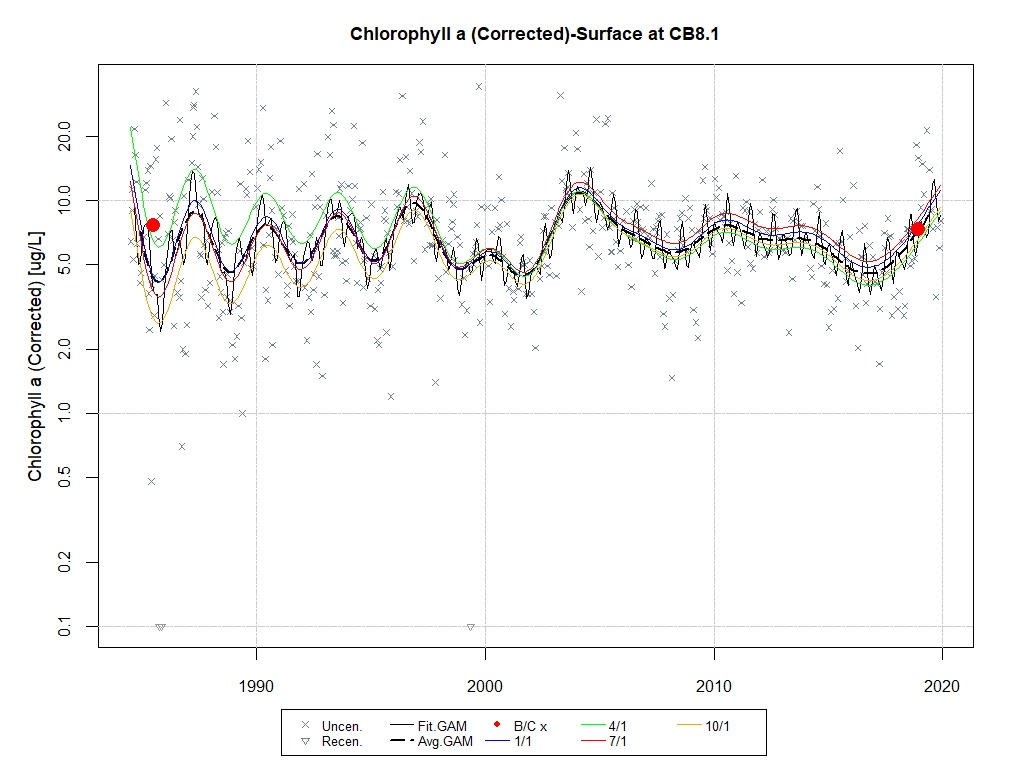 Chlorophyll a (Corrected)-Surface at CB8.1
Chlorophyll a (Corrected) [ug/L]
20.0
10.0
5.0
2.0
1.0
0.5
0.2
0.1
1990 2000 2010 2020
Uncen. Fit.GAM B/C x 4/1 10/1
Recen. Avg.GAM 1/1 7/1